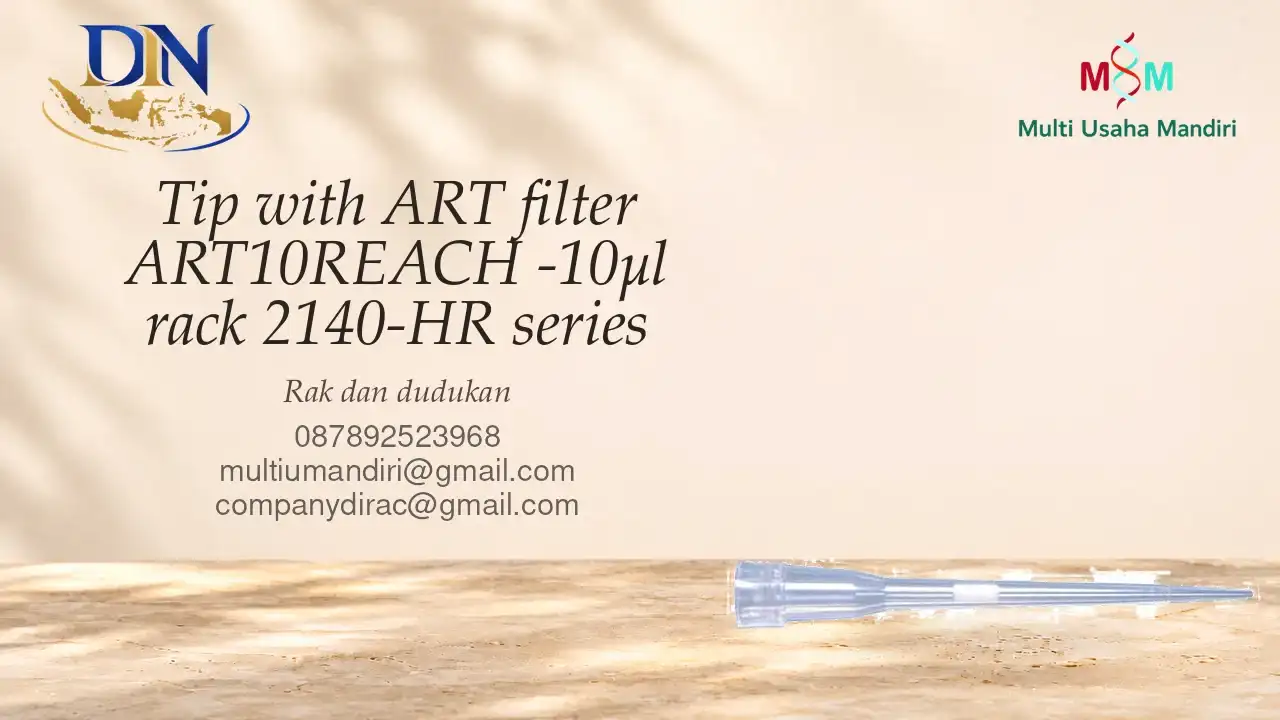 DN
M M
Multi Usaha Mandiri
Tip with ART filter
ART10REACH -10µl
rack 2140-HR series
Rak dan dudukan
087892523968
multiumandiri@gmail.com
companydirac@gmail.com